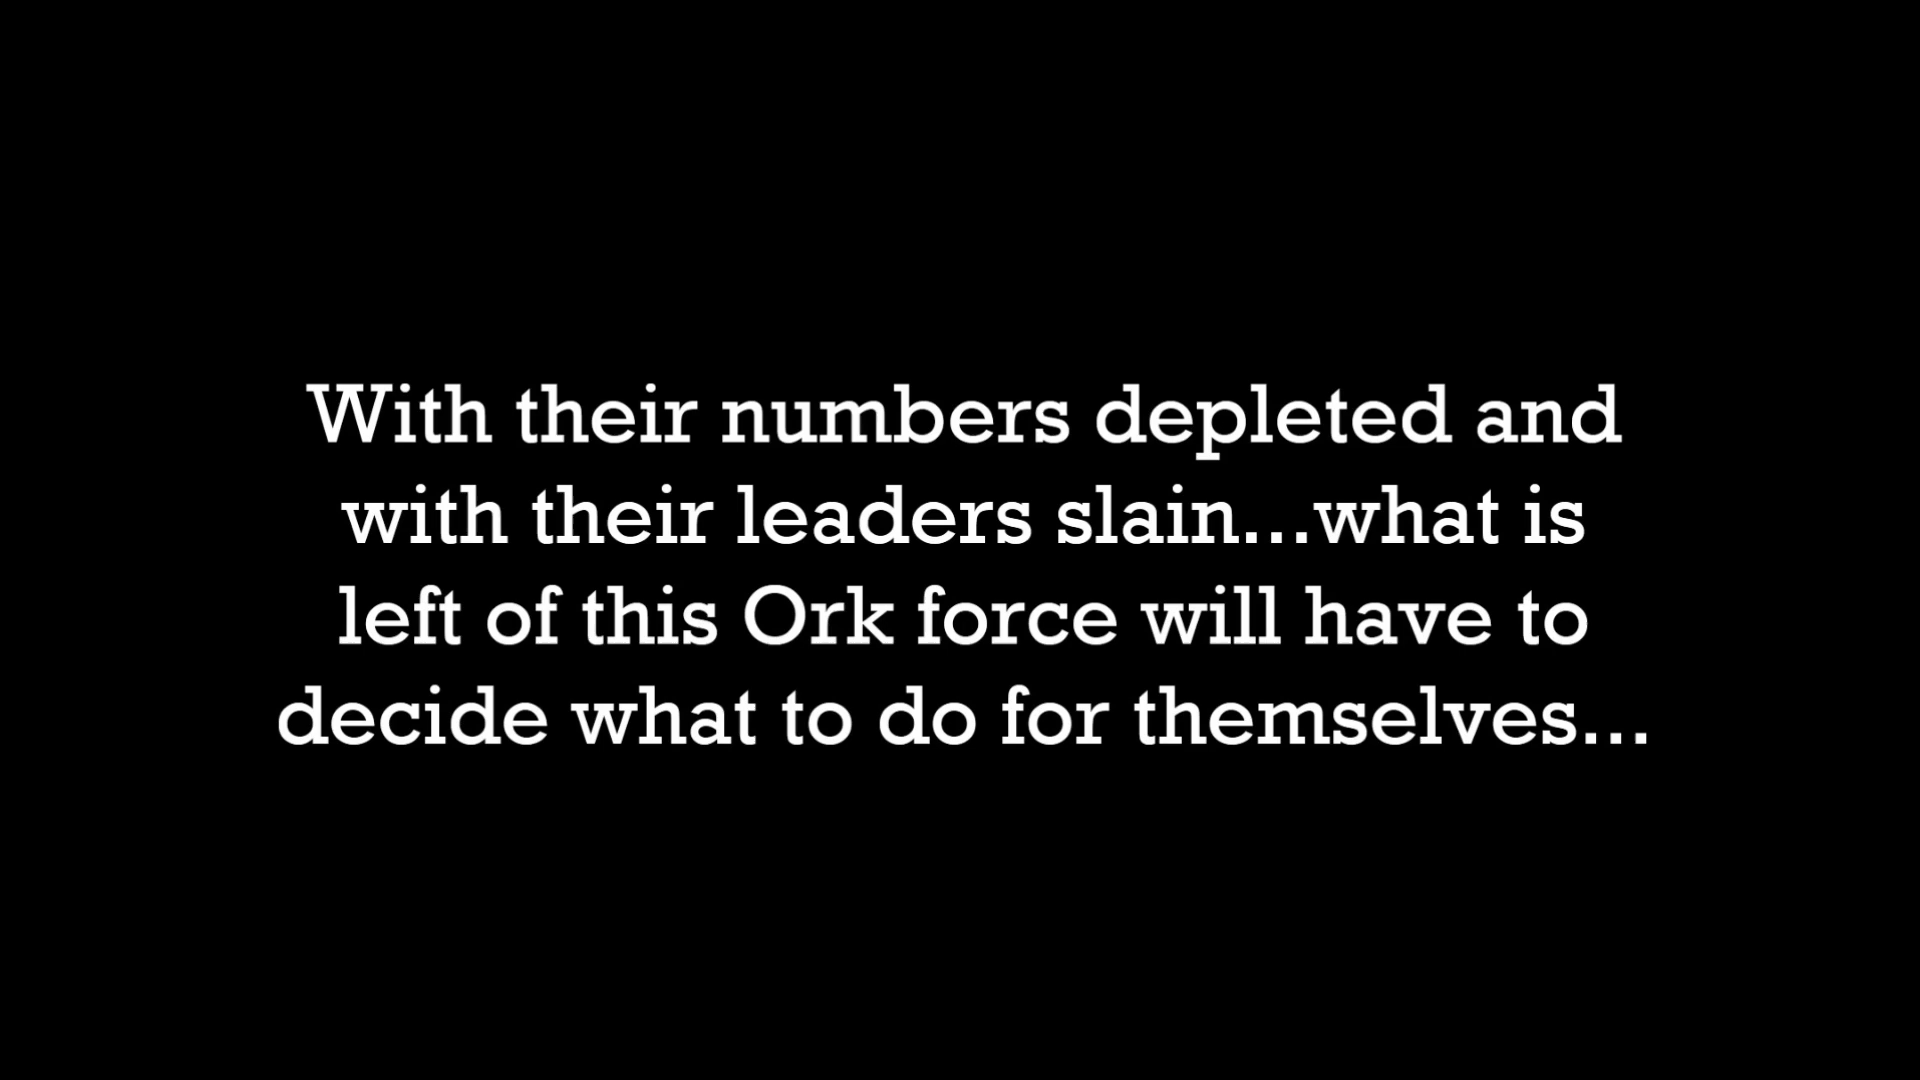 With their numbers depleted and
with their leaders slain...what is
left of this Ork force will have to
decide what to do for themselves...